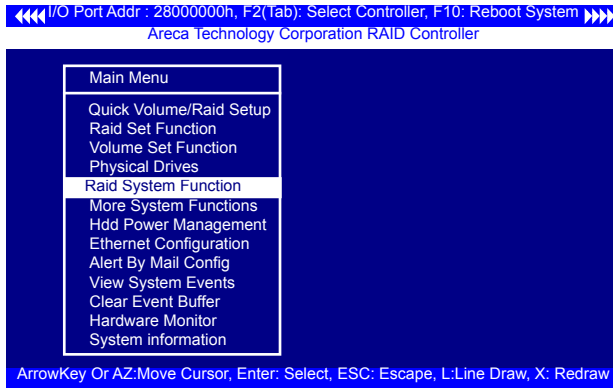 I/O Port Addr : 28000000h, F2(Tab): Select Controller, F10: Reboot System
Areca Technology Corporation RAID Controller
Main Menu
Quick Volume/Raid Setup
Raid Set Function
Volume Set Function
Physical Drives
Raid System Function
More System Functions
Hdd Power Management
Ethernet Configuration
Alert By Mail Config
View System Events
Clear Event Buffer
Hardware Monitor
System information
ArrowKey Or AZ:Move Cursor, Enter: Select, ESC: Escape, L:Line Draw, X: Redraw